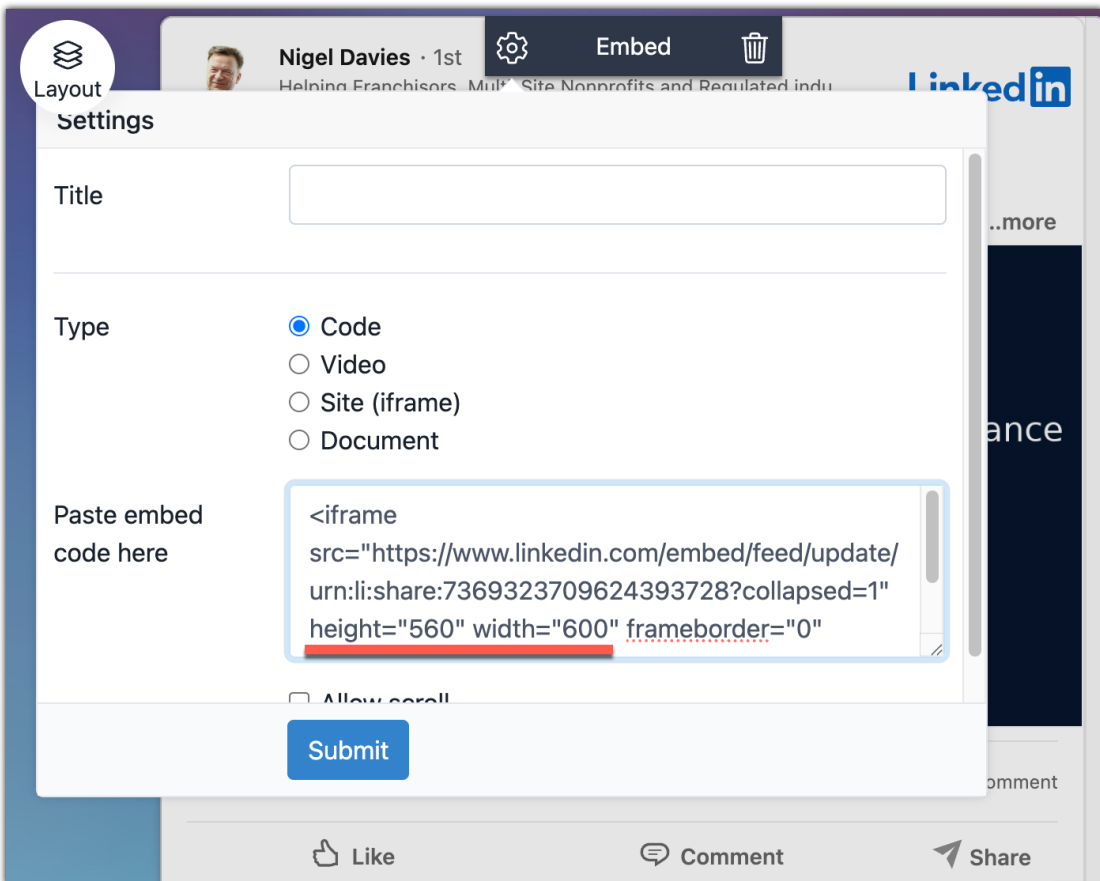 Layout
Nigel Davies · 1st
Embed
Helping Franchisors, Multi-Site Nonprofits and Regulated indu
Linkedin
Settings
Title
...more
Type
Code
Video
Site (iframe)
Document
ance
Paste embed
code here
<iframe
src="https://www.linkedin.com/embed/feed/update/
urn:li:share:7369323709624393728?collapsed=1"
height="560" width="600" frameborder="0"
Allow scroll
Submit
omment
Like
Comment
Share